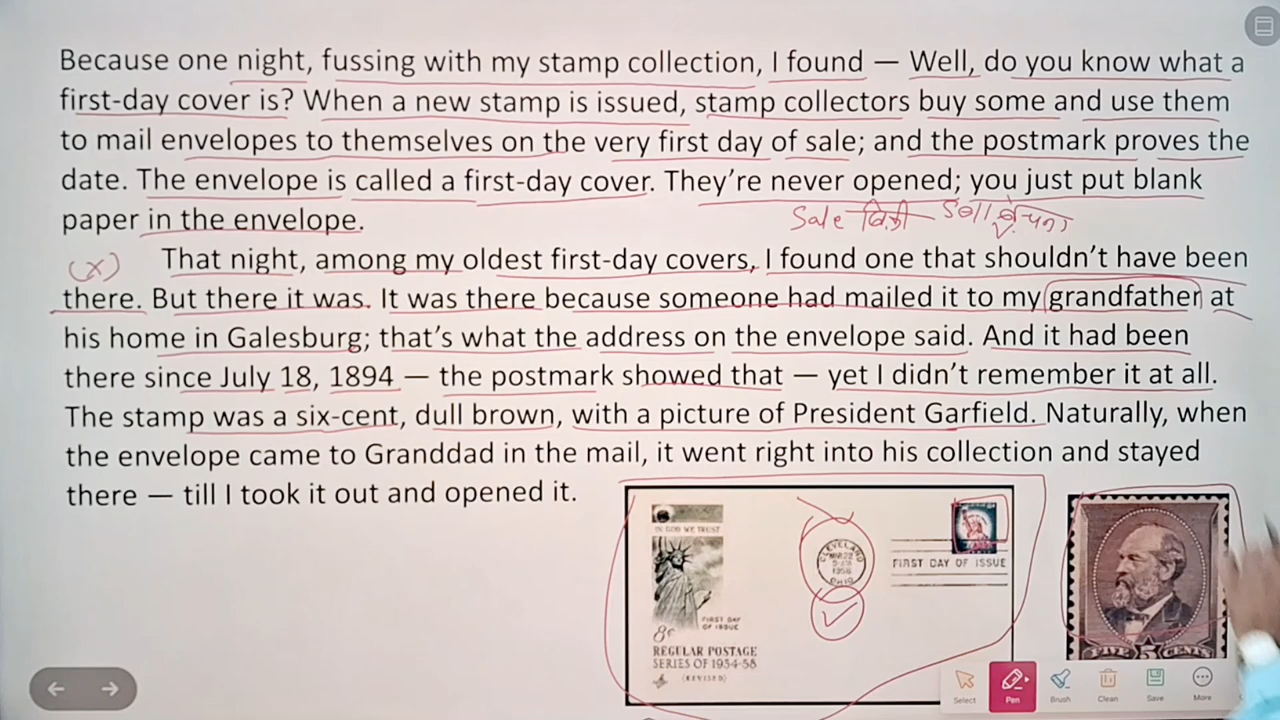 Because one night, fussing with my stamp collection, I found — Well, do you know what a
first-day cover is? When a new stamp is issued, stamp collectors buy some and use them
to mail envelopes to themselves on the very first day of sale; and the postmark proves the
date. The envelope is called a first-day cover. They’re never opened; you just put blank
paper in the envelope.
Sale बिक्री Sell बेचना
(x) That night, among my oldest first-day covers, I found one that shouldn’t have been
there. But there it was. It was there because someone had mailed it to my grandfather at
his home in Galesburg; that’s what the address on the envelope said. And it had been
there since July 18, 1894 — the postmark showed that — yet I didn’t remember it at all.
The stamp was a six-cent, dull brown, with a picture of President Garfield. Naturally, when
the envelope came to Granddad in the mail, it went right into his collection and stayed
there — till I took it out and opened it.
IN GOD WE TRUST
FIRST DAY
OF ISSUE
8¢
REGULAR POSTAGE
SERIES OF 1954-58
(REVISED)
CLEVELAND
1958
OHIO
FIRST DAY OF ISSUE
FIVE 5 CENTS
Select
Pen
Brush
Clean
Save
More